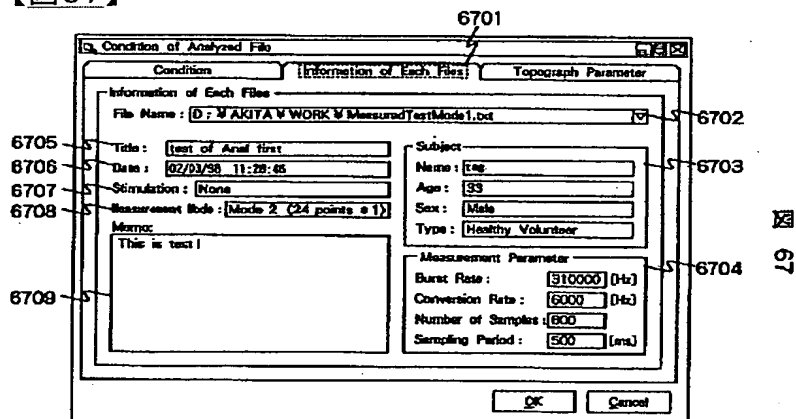 【図67】
6701
Condition of Analyzed File
Condition
Information of Each Files
Topograph Parameter
Information of Each Files
File Name : D : ¥ AKITA ¥ WORK ¥ MeasuredTestMode1.txt
6702
6705
Title : test of Anal first
6706
Date : 02/03/98 11:28:46
6707
Stimulation : None
6708
Measurement Mode : Mode 2 (24 points * 1)
Memo:
6709
This is test
Subject
6703
Name :
Age : 33
Sex : Male
Type : Healthy Volunteer
Measurement Parameter
6704
Burst Rate : 310000 [Hz]
Conversion Rate : 6000 [Hz]
Number of Samples : 600
Sampling Period : 500 [ms]
OK
Cancel
図 67